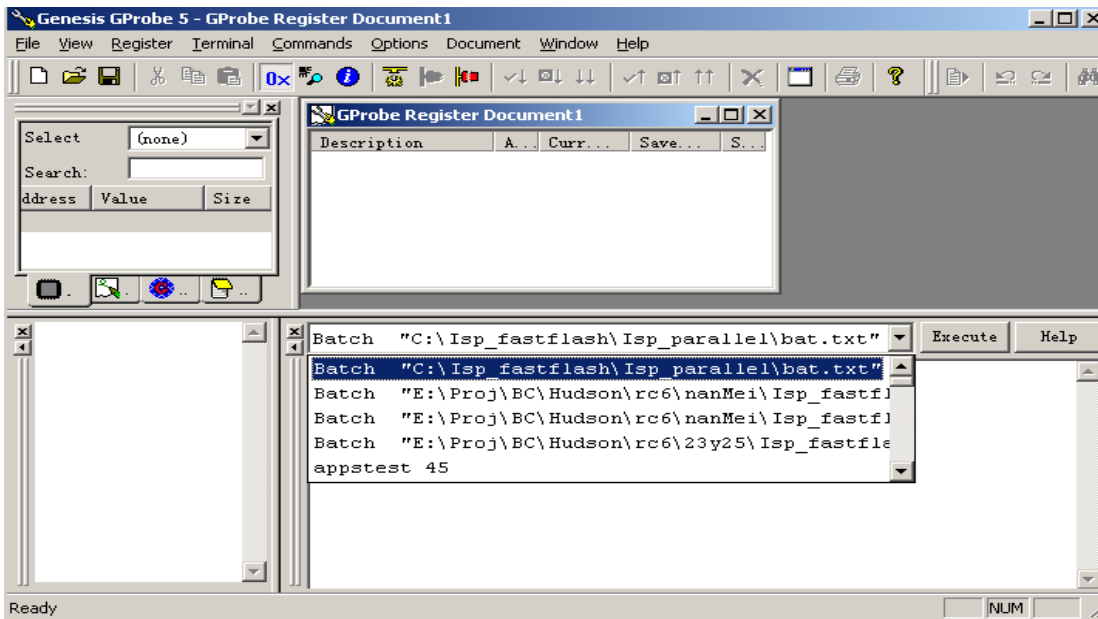 Genesis GProbe 5 - GProbe Register Document1
File View Register Terminal Commands Options Document Window Help
0x
Select (none)
Search:
ddress Value Size
GProbe Register Document1
Description A... Curr... Save... S...
Batch "C:\Isp_fastflash\Isp_parallel\bat.txt" Execute Help
Batch "C:\Isp_fastflash\Isp_parallel\bat.txt"
Batch "E:\Proj\BC\Hudson\rc6\nanMei\Isp_fastfl
Batch "E:\Proj\BC\Hudson\rc6\nanMei\Isp_fastfl
Batch "E:\Proj\BC\Hudson\rc6\23y25\Isp_fastfla
appstest 45
Ready NUM